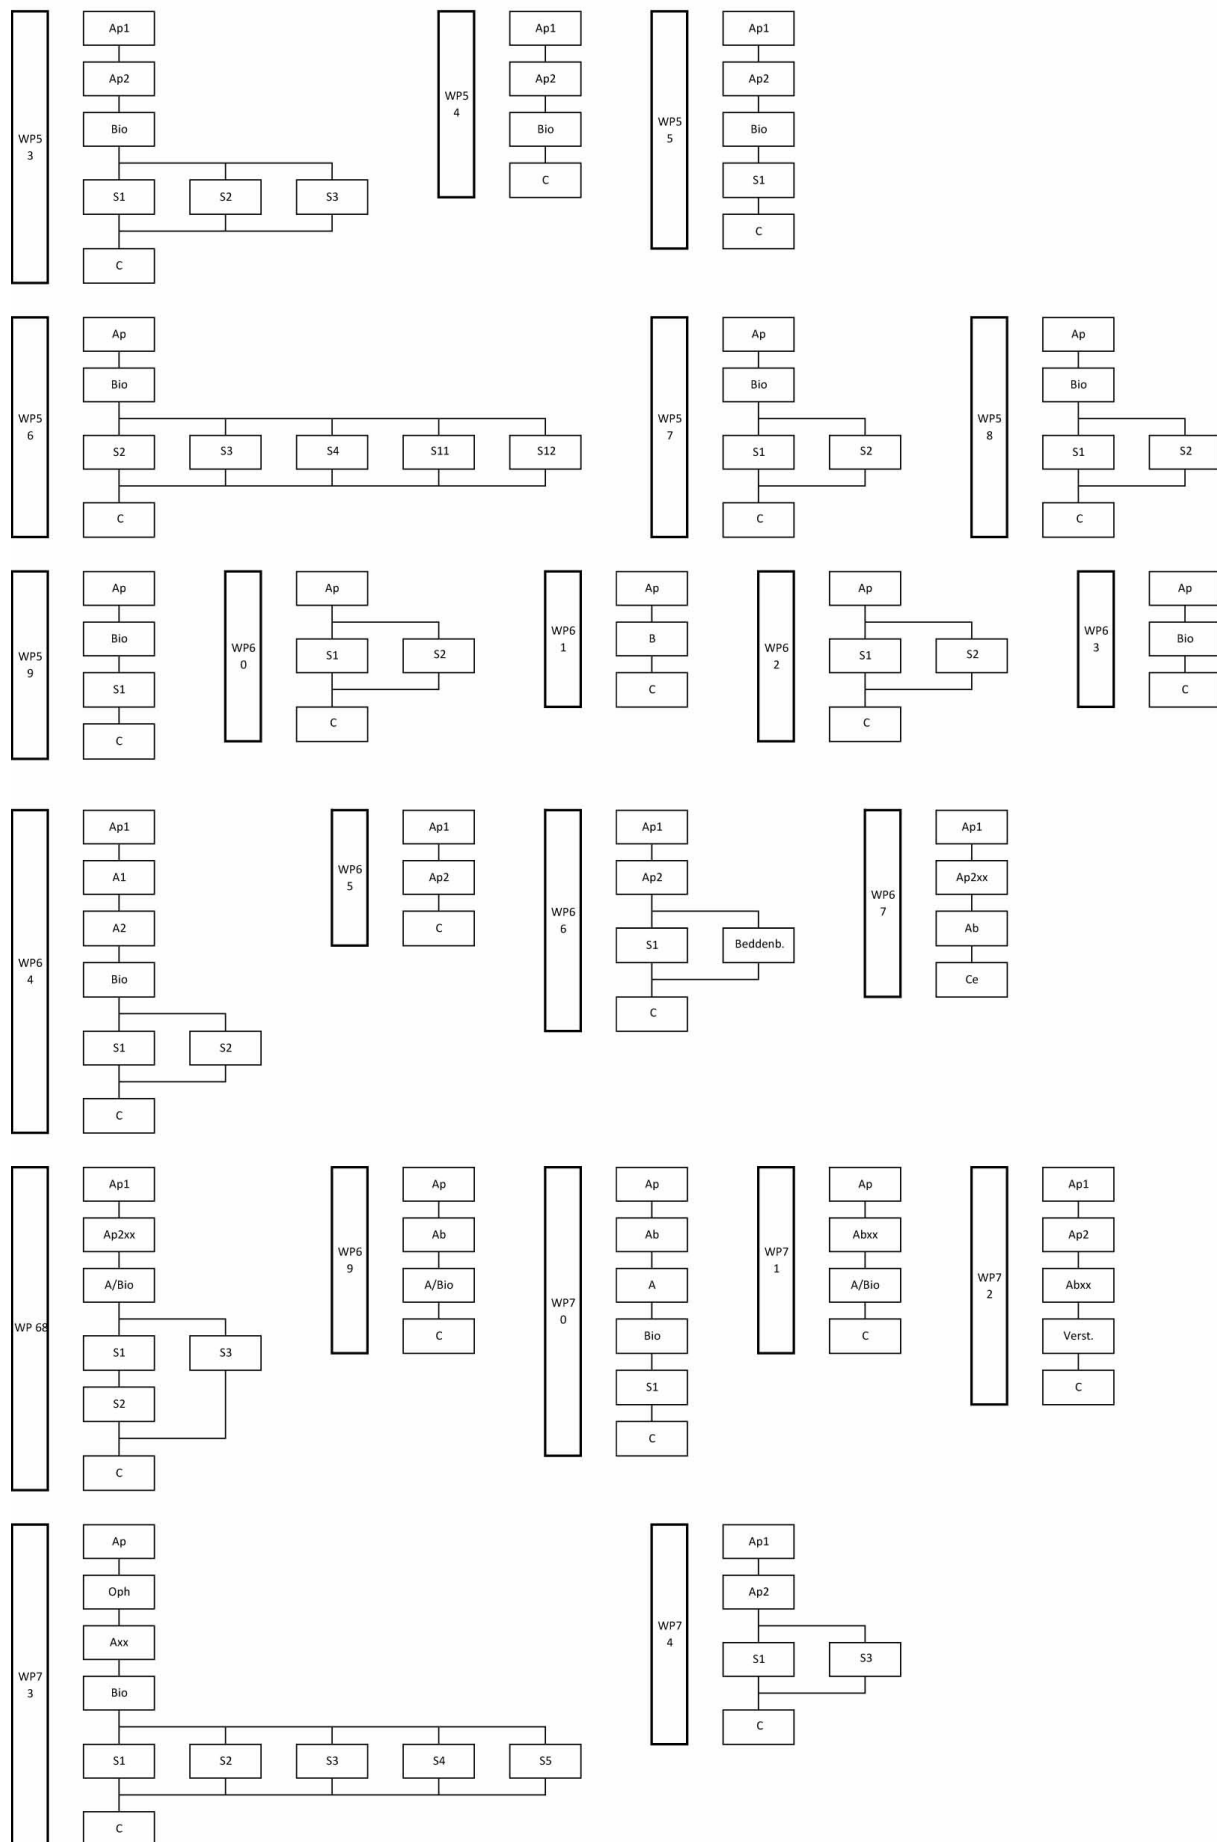 Ap1
Ap1
Ap1
Ap2
Ap2
Ap2
WP5
4
Bio
Bio
Bio
WP5
3
WP5
5
C
S1
S1
S2
S3
C
C
Ap
Ap
Ap
Bio
Bio
Bio
WP5
6
WP5
7
WP5
8
S2
S3
S4
S11
S12
S1
S2
S1
S2
C
C
C
Ap
Ap
Ap
Ap
Ap
WP5
9
Bio
WP6
0
S1
S2
WP6
1
B
WP6
2
S1
S2
WP6
3
Bio
S1
C
C
C
C
C
Ap1
Ap1
Ap1
Ap1
A1
WP6
5
Ap2
Ap2
Ap2xx
WP6
6
WP6
7
A2
C
S1
Beddenb.
Ab
WP6
4
Bio
C
Ce
S1
S2
C
Ap1
Ap
Ap
Ap
Ap1
Ap2xx
Ab
Ab
Abxx
Ap2
WP6
9
WP7
1
A/Bio
A/Bio
A
A/Bio
Abxx
WP7
0
WP7
2
WP 68
S1
S3
C
Bio
C
Verst.
S2
S1
C
C
C
Ap
Ap1
Oph
Ap2
Axx
WP7
4
S1
S3
WP7
3
Bio
C
S1
S2
S3
S4
S5
C